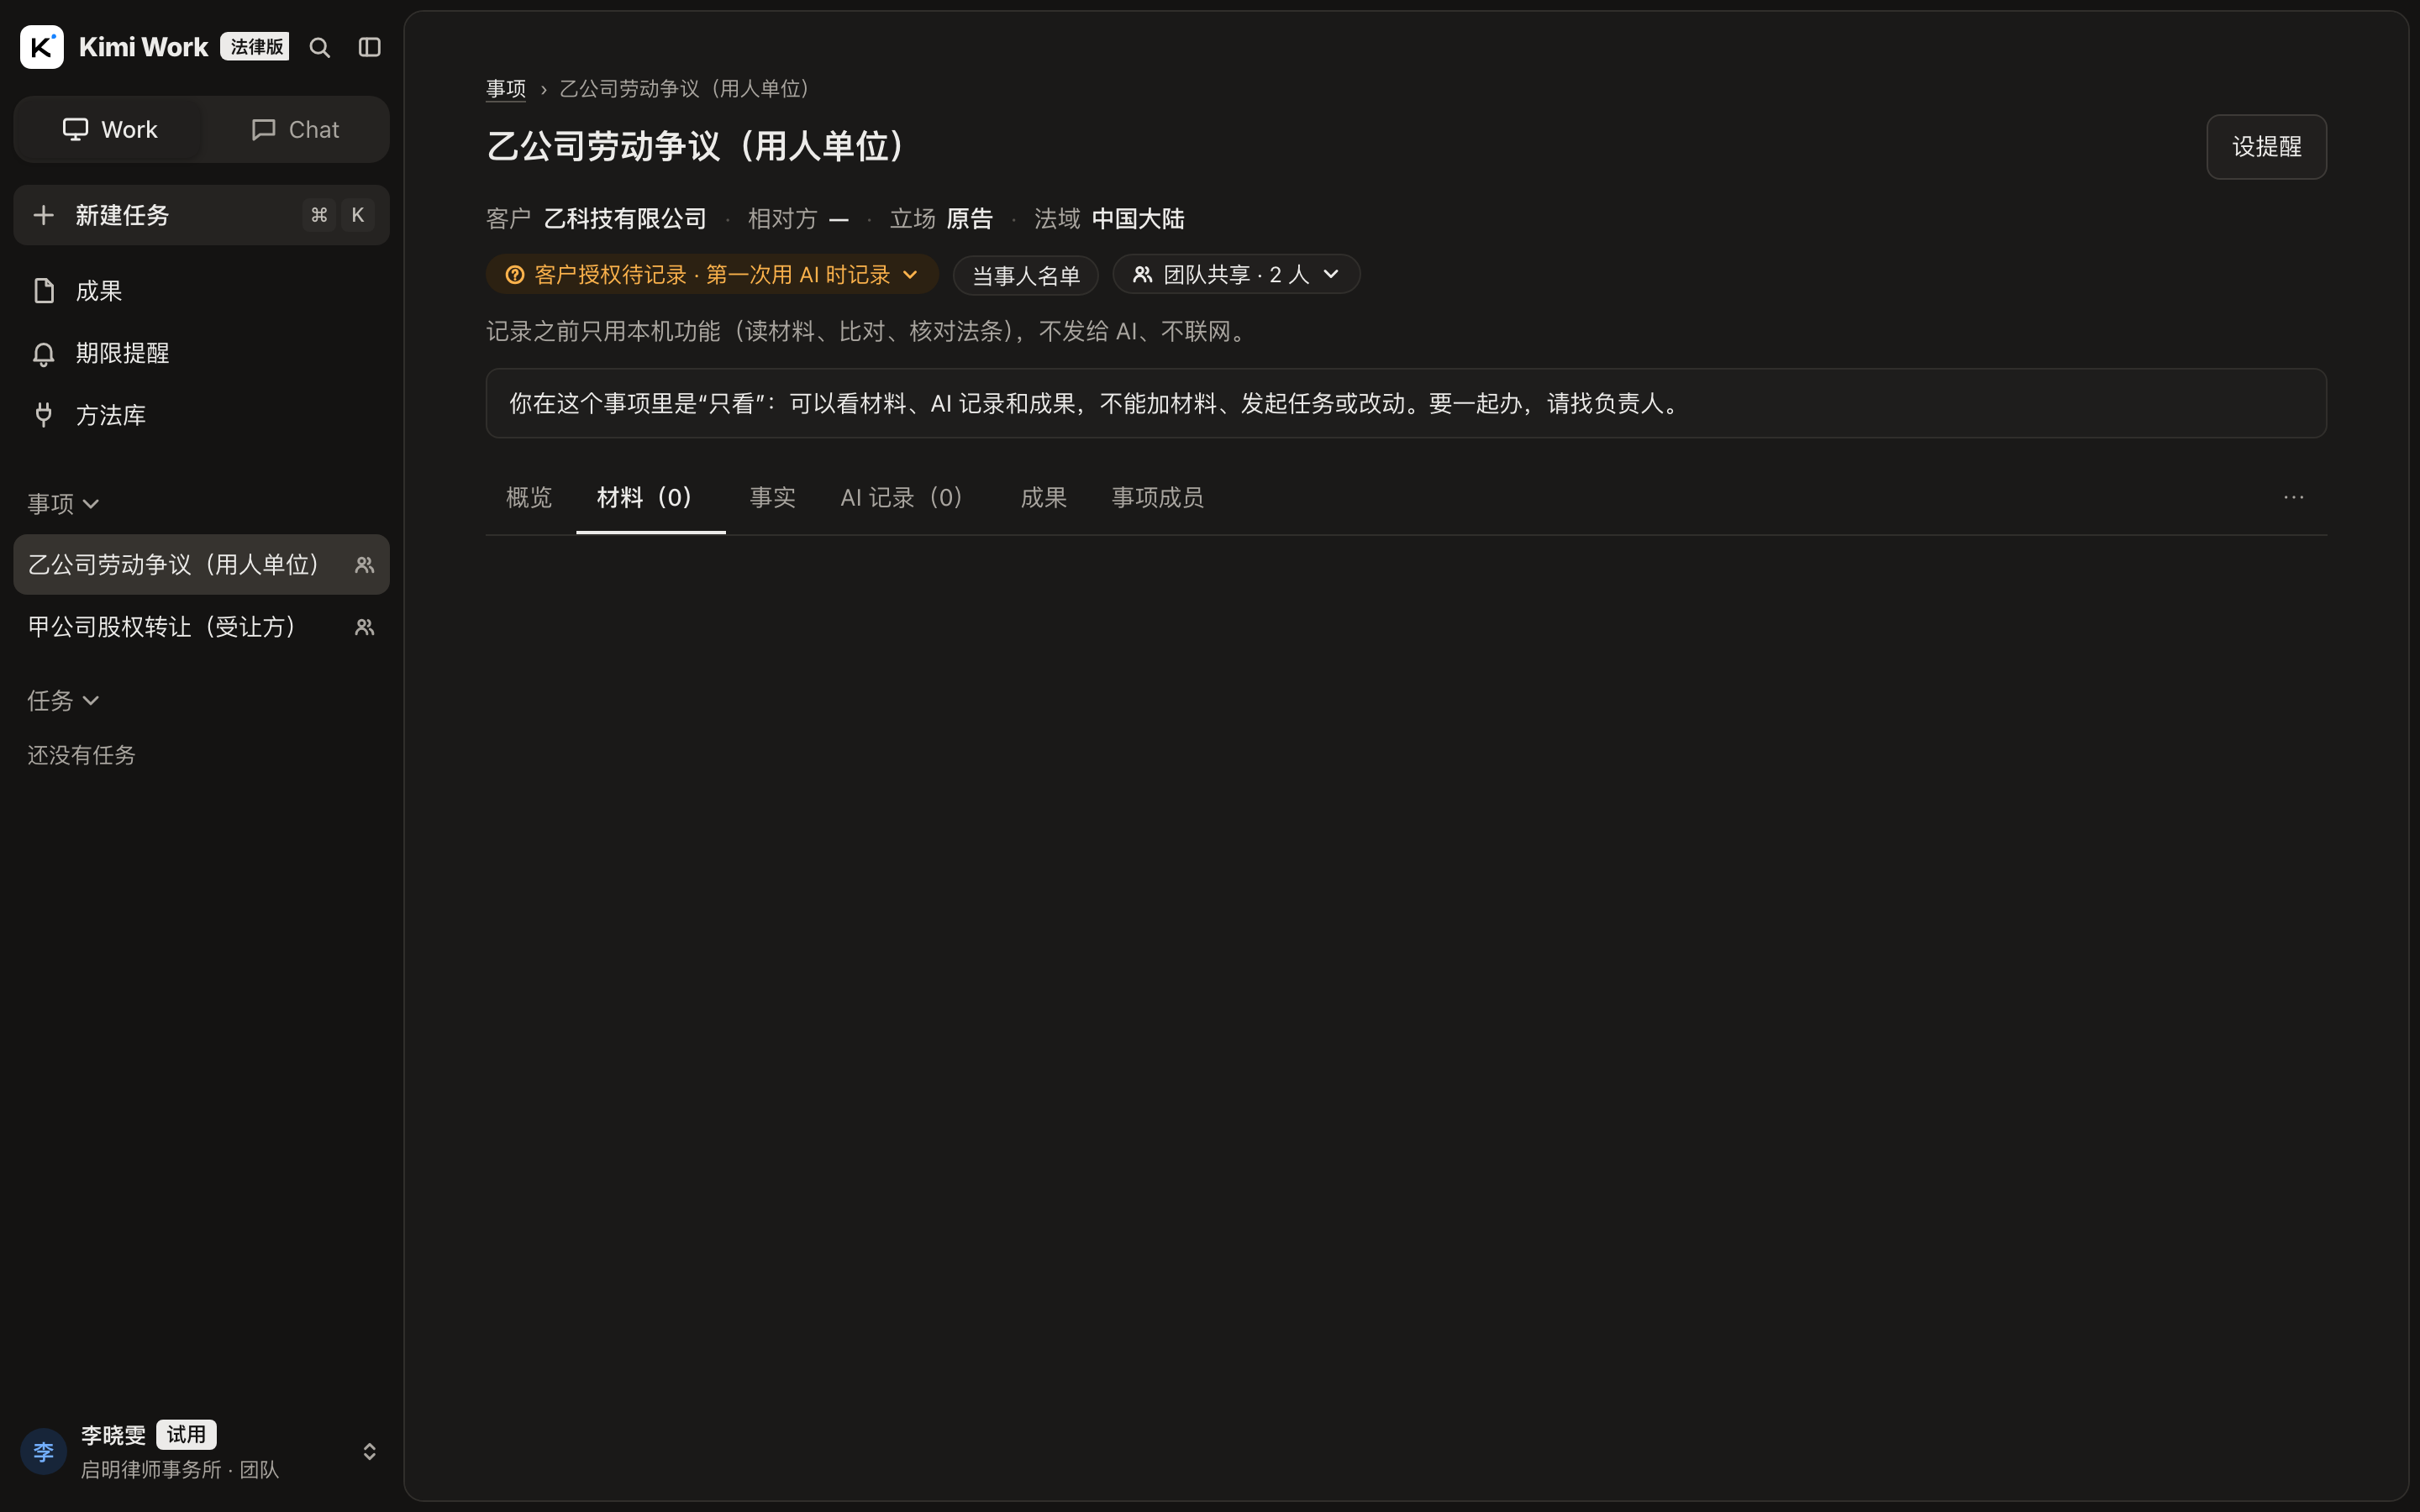 Kimi Work 法律版
Work Chat
新建任务 ⌘ K
成果
期限提醒
方法库
事项
乙公司劳动争议（用人单位）
甲公司股权转让（受让方）
任务
还没有任务
李 李晓雯 试用
启明律师事务所 · 团队
事项 › 乙公司劳动争议（用人单位）
乙公司劳动争议（用人单位）
设提醒
客户 乙科技有限公司 · 相对方 — · 立场 原告 · 法域 中国大陆
客户授权待记录 · 第一次用 AI 时记录 当事人名单 团队共享 · 2 人
记录之前只用本机功能（读材料、比对、核对法条），不发给 AI、不联网。
你在这个事项里是“只看”：可以看材料、AI 记录和成果，不能加材料、发起任务或改动。要一起办，请找负责人。
概览 材料（0） 事实 AI 记录（0） 成果 事项成员 ···